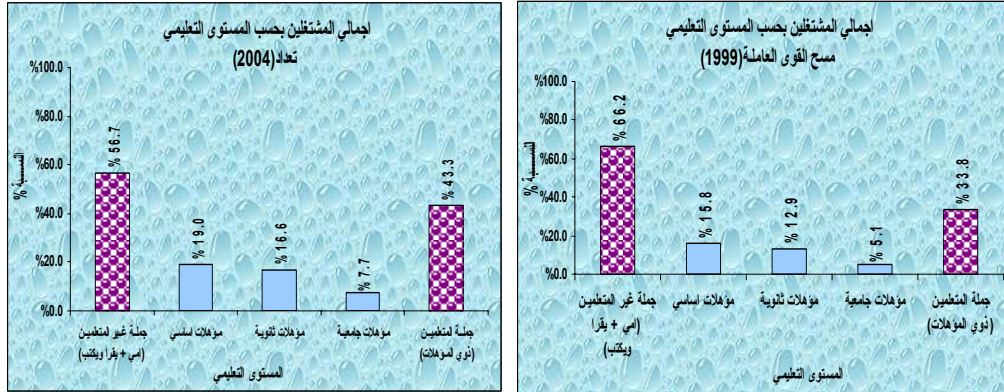 اجمالي المشتغلين بحسب المستوى التعليمي
مسح القوى العاملة(1999)
%100.0
%80.0
%60.0
%40.0
%20.0
%0.0
النســـبة %
% 66.2
% 15.8
% 12.9
% 5.1
% 33.8
جملة غير المتعلمين
(امي + يقرا
ويكتب)
مؤهلات اساسي
مؤهلات ثانوية
مؤهلات جامعية
جملة المتعلمين
(ذوي المؤهلات)
المستوى التعليمي
اجمالي المشتغلين بحسب المستوى التعليمي
تعداد(2004)
%100.0
%80.0
%60.0
%40.0
%20.0
%0.0
النســـبة %
% 56.7
% 19.0
% 16.6
% 7.7
% 43.3
جملة غير المتعلمين
(امي + يقرا ويكتب)
مؤهلات اساسي
مؤهلات ثانوية
مؤهلات جامعية
جملة المتعلمين
(ذوي المؤهلات)
المستوى التعليمي